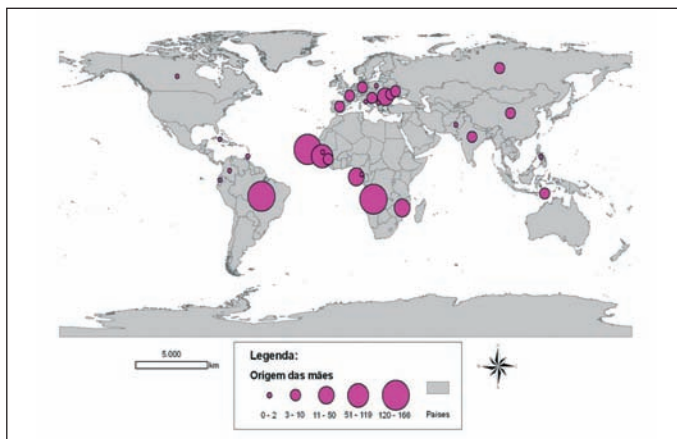 5.000
km
Legenda:
Origem das mães
0 - 2
3 - 10
11 - 50
51 - 119
120 - 166
Países